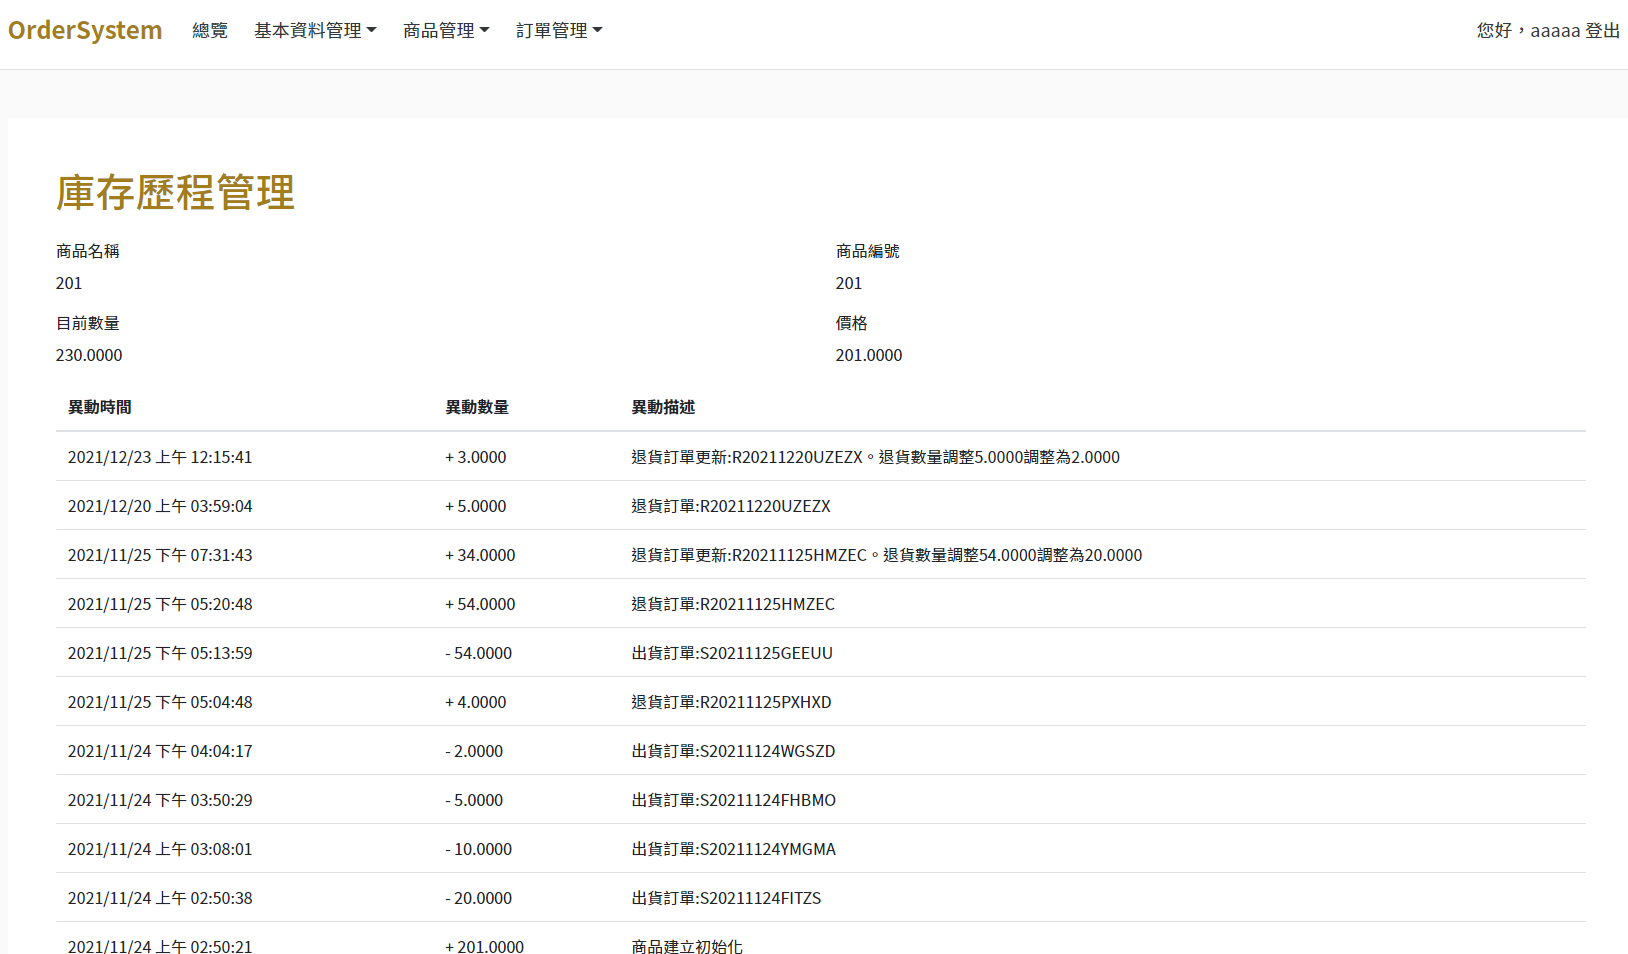 OrderSystem 總覽 基本資料管理 商品管理 訂單管理 您好，aaaaa 登出
庫存歷程管理
商品名稱 商品編號
201 201
目前數量 價格
230.0000 201.0000
異動時間 異動數量 異動描述
2021/12/23 上午 12:15:41 + 3.0000 退貨訂單更新:R20211220UZEZX。退貨數量調整5.0000調整為2.0000
2021/12/20 上午 03:59:04 + 5.0000 退貨訂單:R20211220UZEZX
2021/11/25 下午 07:31:43 + 34.0000 退貨訂單更新:R20211125HMZEC。退貨數量調整54.0000調整為20.0000
2021/11/25 下午 05:20:48 + 54.0000 退貨訂單:R20211125HMZEC
2021/11/25 下午 05:13:59 - 54.0000 出貨訂單:S20211125GEEUU
2021/11/25 下午 05:04:48 + 4.0000 退貨訂單:R20211125PXHXD
2021/11/24 下午 04:04:17 - 2.0000 出貨訂單:S20211124WGSZD
2021/11/24 下午 03:50:29 - 5.0000 出貨訂單:S20211124FHBMO
2021/11/24 上午 03:08:01 - 10.0000 出貨訂單:S20211124YMGMA
2021/11/24 上午 02:50:38 - 20.0000 出貨訂單:S20211124FITZS
2021/11/24 上午 02:50:21 + 201.0000 商品建立初始化